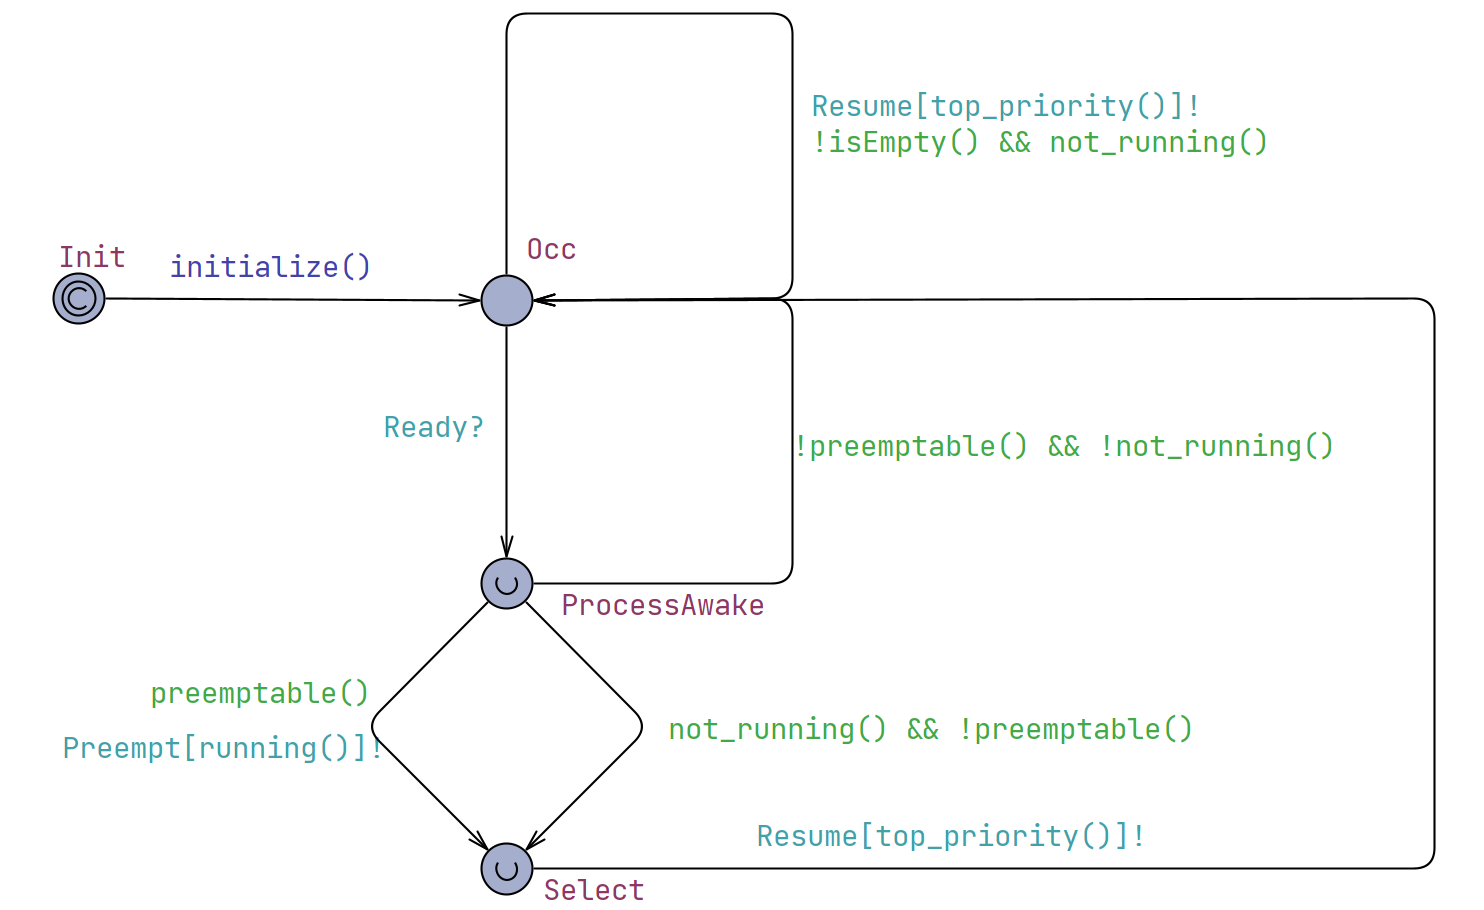 Resume[top_priority()]!
!isEmpty() && not_running()
Init
initialize()
Occ
Ready?
!preemptable() && !not_running()
ProcessAwake
preemptable()
Preempt[running()]!
not_running() && !preemptable()
Resume[top_priority()]!
Select